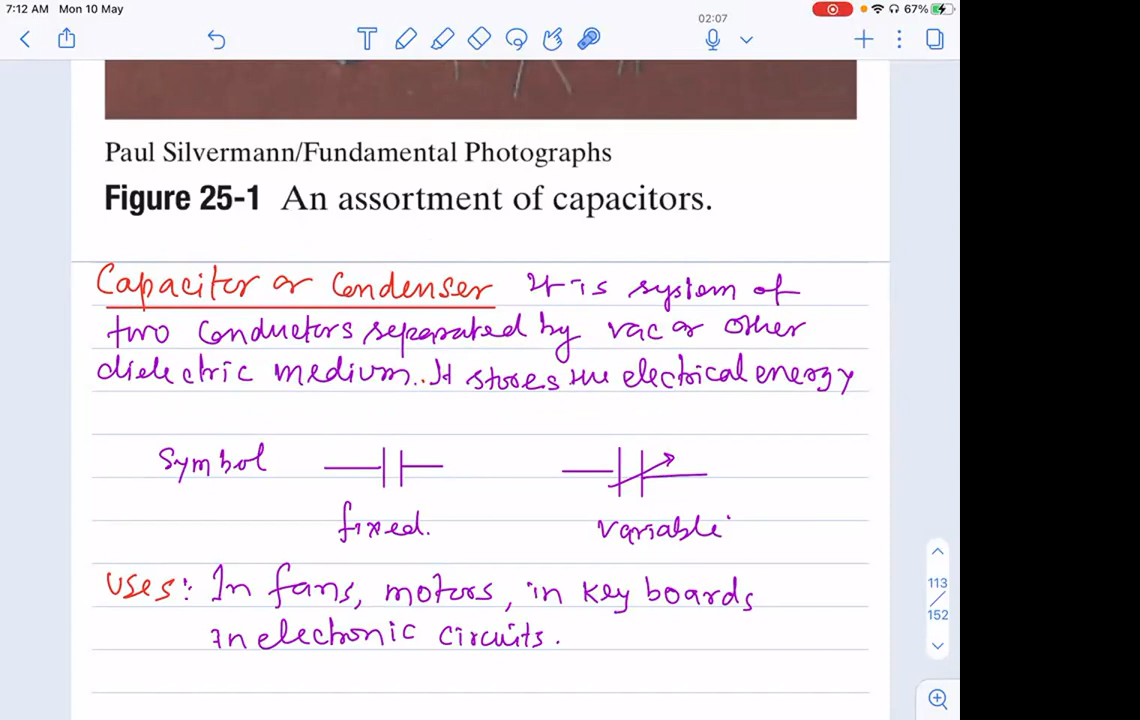 7:12 AM Mon 10 May
67%
02:07
Paul Silvermann/Fundamental Photographs
Figure 25-1 An assortment of capacitors.
Capacitor or Condenser It is system of
two conductors separated by vac or other
dielectric medium. It stores the electrical energy
Symbol
fixed. variable
Uses: In fans, motors, in key boards
In electronic circuits.
113
152